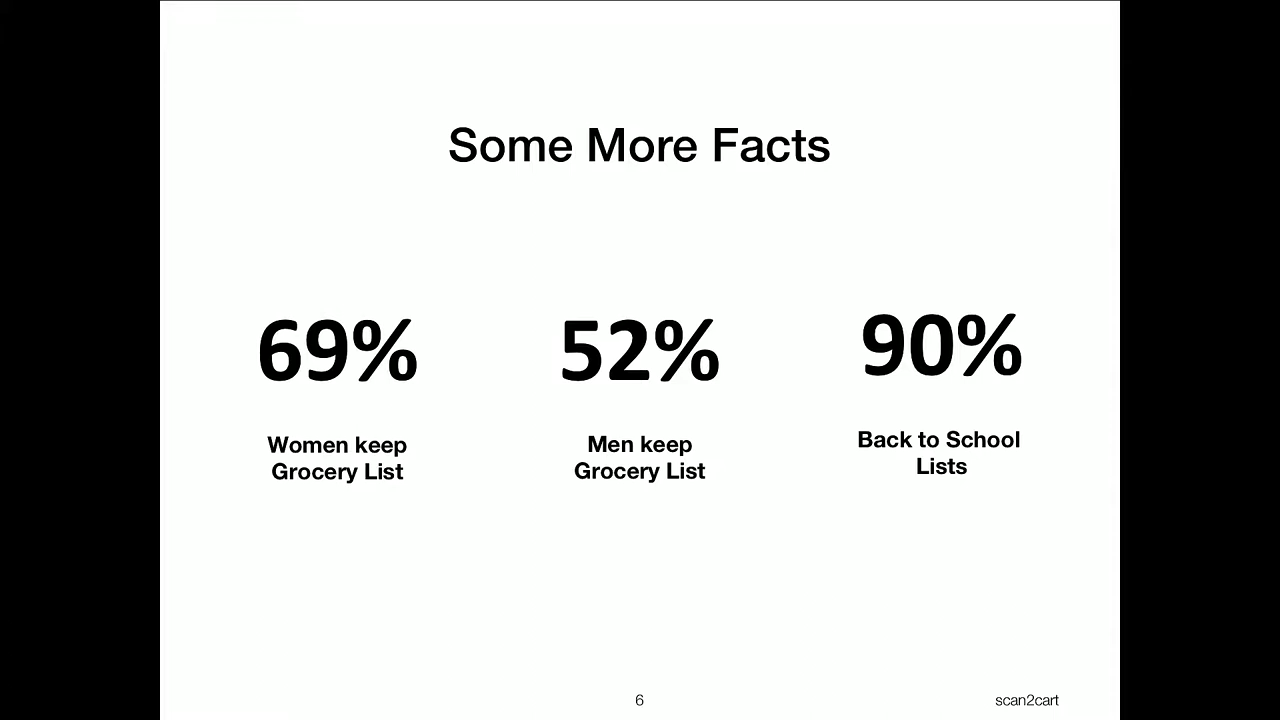 Some More Facts
69%
52%
90%
Women keep
Grocery List
Men keep
Grocery List
Back to School
Lists
6
scan2cart